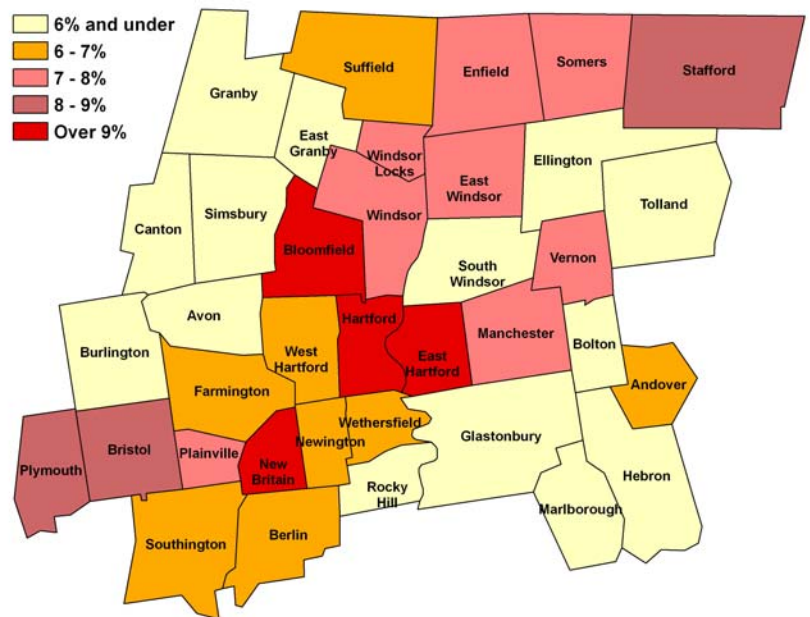 6% and under
6 - 7%
7 - 8%
8 - 9%
Over 9%
Suffield
Enfield
Somers
Stafford
Granby
East
Granby
Windsor
Locks
East
Windsor
Ellington
Tolland
Canton
Simsbury
Windsor
Bloomfield
South
Windsor
Vernon
Avon
Hartford
East
Hartford
Manchester
Bolton
Burlington
West
Hartford
Farmington
Andover
Wethersfield
Newington
Glastonbury
Plymouth
Bristol
Plainville
New
Britain
Rocky
Hill
Hebron
Marlborough
Southington
Berlin